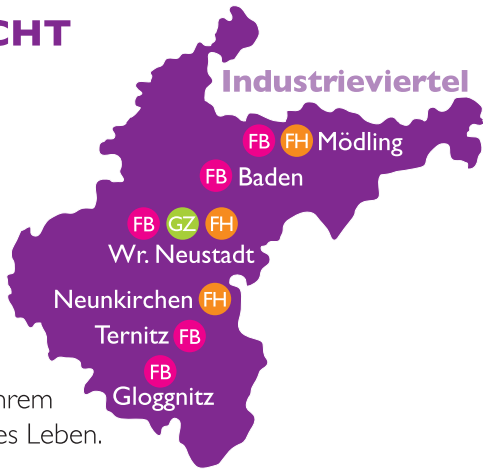 CHT
Industrieviertel
FB FH Mödling
FB Baden
FB GZ FH
Wr. Neustadt
Neunkirchen FH
Ternitz FB
FB
Gloggnitz
hrem
es Leben.